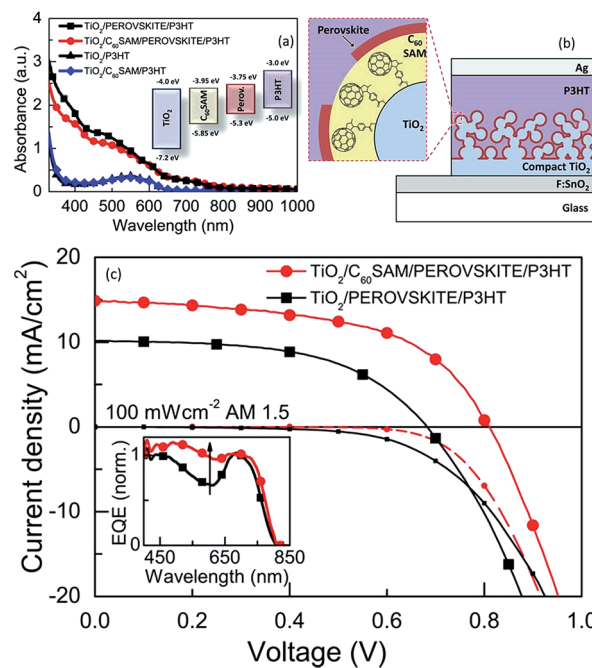 TiO2/PEROVSKITE/P3HT
TiO2/C60SAM/PEROVSKITE/P3HT
TiO2/P3HT
TiO2/C60SAM/P3HT
(a)
Absorbance (a.u.)
3
2
1
0
400 500 600 700 800 900 1000
Wavelength (nm)
-4.0 eV
TiO2
-7.2 eV
-3.95 eV
C60SAM
-5.85 eV
-3.75 eV
Perov.
-5.3 eV
-3.0 eV
P3HT
-5.0 eV
Perovskite
C60
SAM
TiO2
(b)
Ag
P3HT
Compact TiO2
F:SnO2
Glass
(c)
TiO2/C60SAM/PEROVSKITE/P3HT
TiO2/PEROVSKITE/P3HT
Current density (mA/cm2)
20
10
0
-10
-20
100 mWcm-2 AM 1.5
EQE (norm.)
1
0
450 650 850
Wavelength (nm)
0.0 0.2 0.4 0.6 0.8 1.0
Voltage (V)